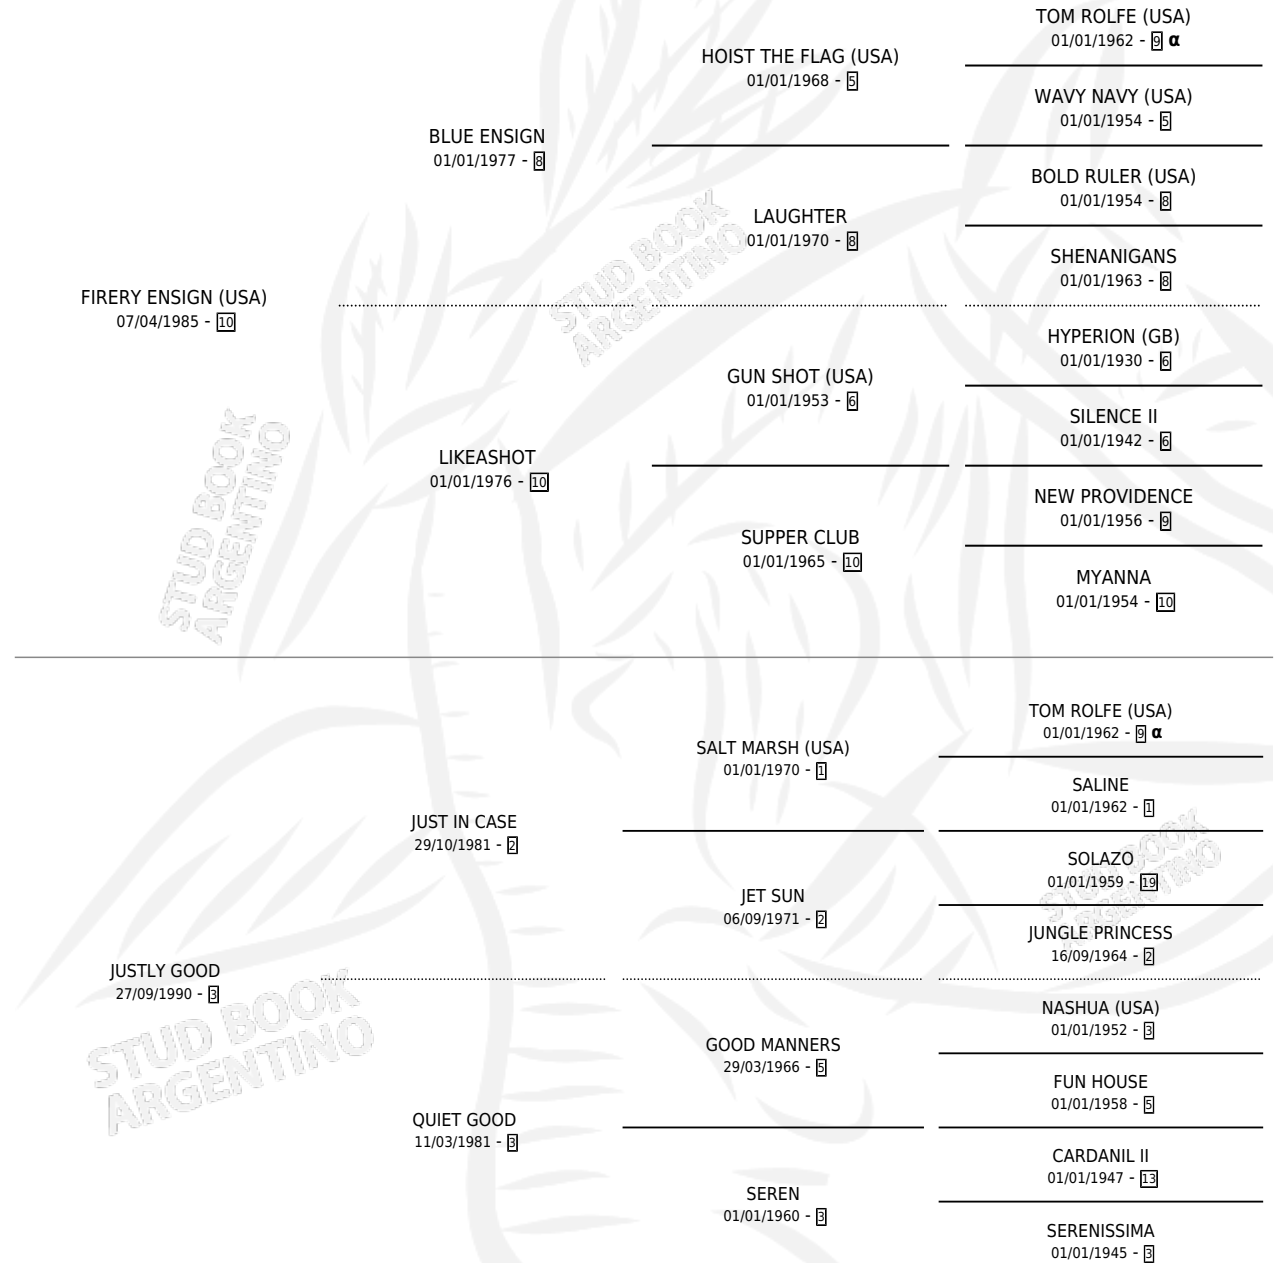 TOM ROLFE (USA)
01/01/1962 - 9 α
HOIST THE FLAG (USA)
01/01/1968 - 5
WAVY NAVY (USA)
01/01/1954 - 5
BLUE ENSIGN
01/01/1977 - 8
BOLD RULER (USA)
01/01/1954 - 8
LAUGHTER
01/01/1970 - 8
SHENANIGANS
01/01/1963 - 8
FIRERY ENSIGN (USA)
07/04/1985 - 10
HYPERION (GB)
01/01/1930 - 6
GUN SHOT (USA)
01/01/1953 - 6
SILENCE II
01/01/1942 - 6
LIKEASHOT
01/01/1976 - 10
NEW PROVIDENCE
01/01/1956 - 9
SUPPER CLUB
01/01/1965 - 10
MYANNA
01/01/1954 - 10
TOM ROLFE (USA)
01/01/1962 - 9 α
SALT MARSH (USA)
01/01/1970 - 1
SALINE
01/01/1962 - 1
JUST IN CASE
29/10/1981 - 2
SOLAZO
01/01/1959 - 19
JET SUN
06/09/1971 - 2
JUNGLE PRINCESS
16/09/1964 - 2
JUSTLY GOOD
27/09/1990 - 3
NASHUA (USA)
01/01/1952 - 3
GOOD MANNERS
29/03/1966 - 5
FUN HOUSE
01/01/1958 - 5
QUIET GOOD
11/03/1981 - 3
CARDANIL II
01/01/1947 - 13
SEREN
01/01/1960 - 3
SERENISSIMA
01/01/1945 - 3
STUD BOOK
ARGENTINO
STUD BOOK
ARGENTINO
STUD BOOK
ARGENTINO
STUD BOOK
ARGENTINO